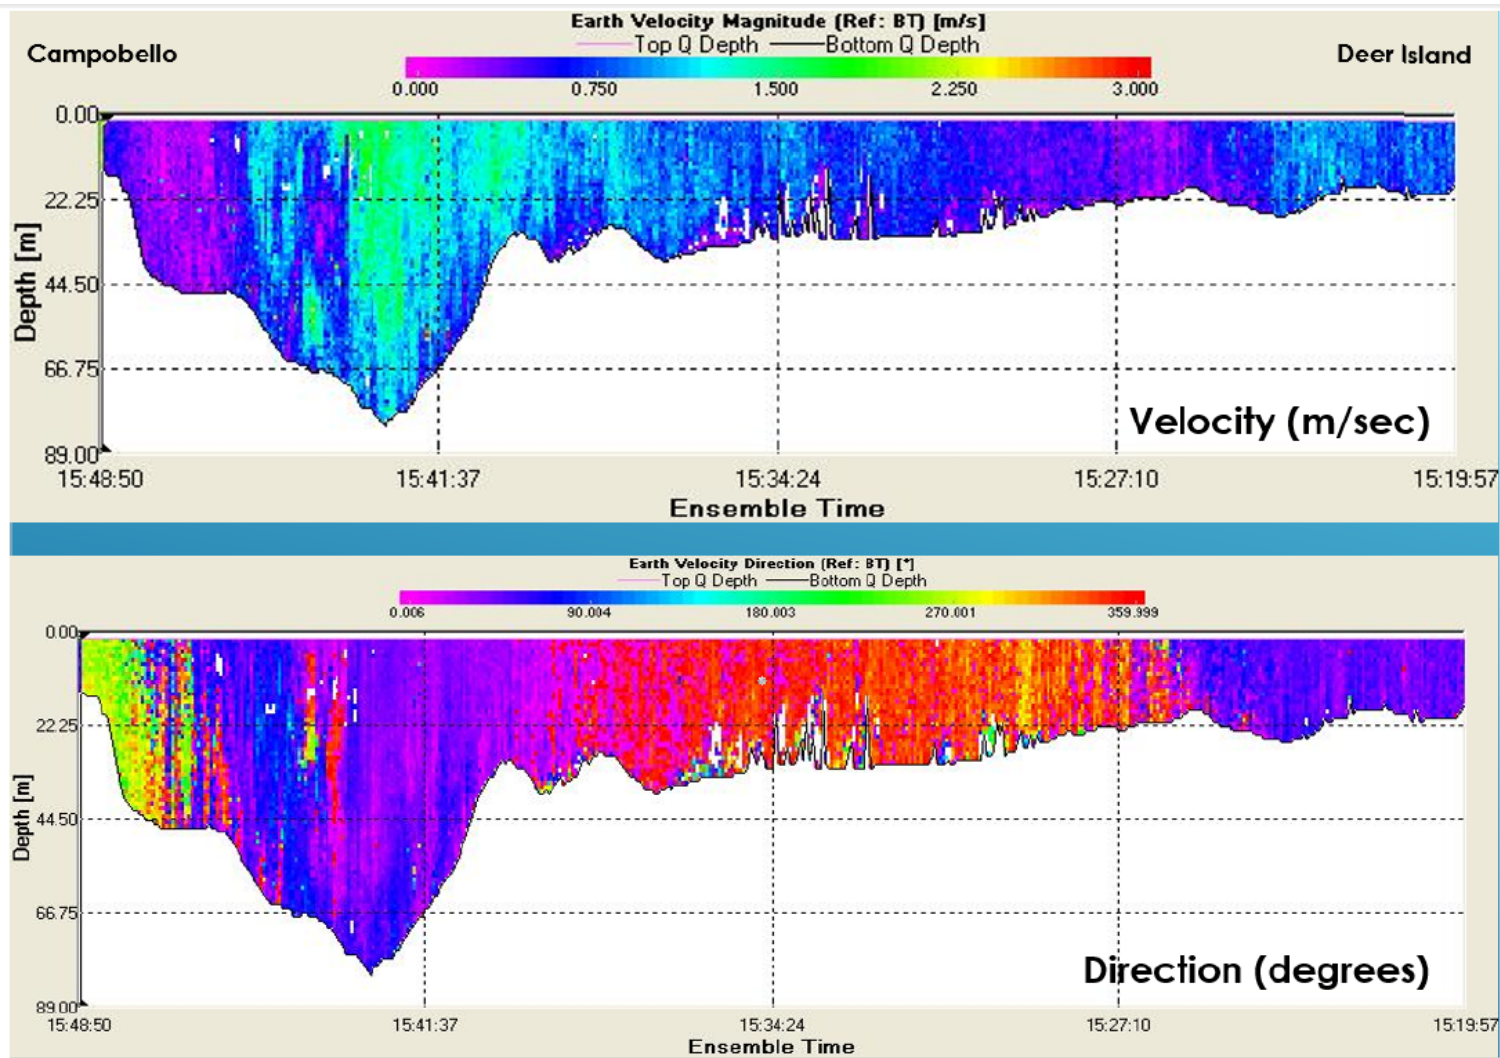 Earth Velocity Magnitude (Ref: BT) [m/s]
Campobello
Top Q Depth Bottom Q Depth
Deer Island
0.000 0.750 1.500 2.250 3.000
0.00
22.25
44.50
66.75
89.00
Depth [m]
Velocity (m/sec)
15:48:50 15:41:37 15:34:24 15:27:10 15:19:57
Ensemble Time
Earth Velocity Direction (Ref: BT) [°]
Top Q Depth Bottom Q Depth
0.006 90.004 180.003 270.001 359.999
0.00
22.25
44.50
66.75
89.00
Depth [m]
Direction (degrees)
15:48:50 15:41:37 15:34:24 15:27:10 15:19:57
Ensemble Time